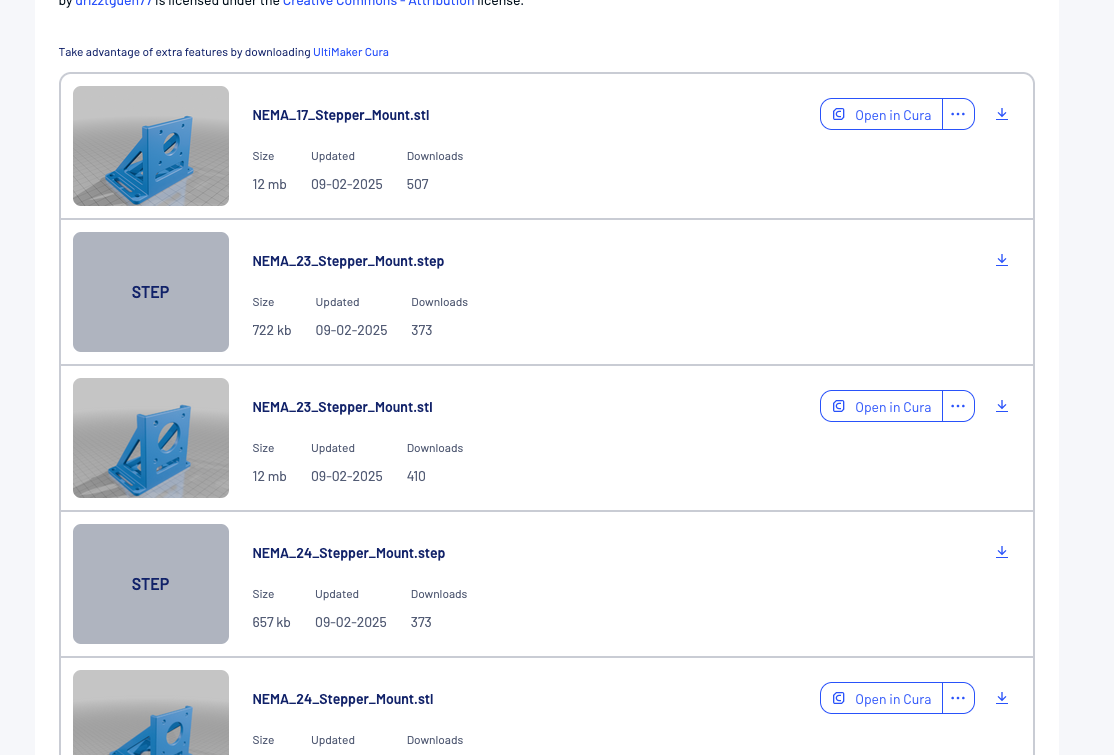 by drizztguen77 is licensed under the Creative Commons - Attribution license.
Take advantage of extra features by downloading UltiMaker Cura
NEMA_17_Stepper_Mount.stl
Open in Cura
Size Updated Downloads
12 mb 09-02-2025 507
STEP
NEMA_23_Stepper_Mount.step
Size Updated Downloads
722 kb 09-02-2025 373
NEMA_23_Stepper_Mount.stl
Open in Cura
Size Updated Downloads
12 mb 09-02-2025 410
STEP
NEMA_24_Stepper_Mount.step
Size Updated Downloads
657 kb 09-02-2025 373
NEMA_24_Stepper_Mount.stl
Open in Cura
Size Updated Downloads